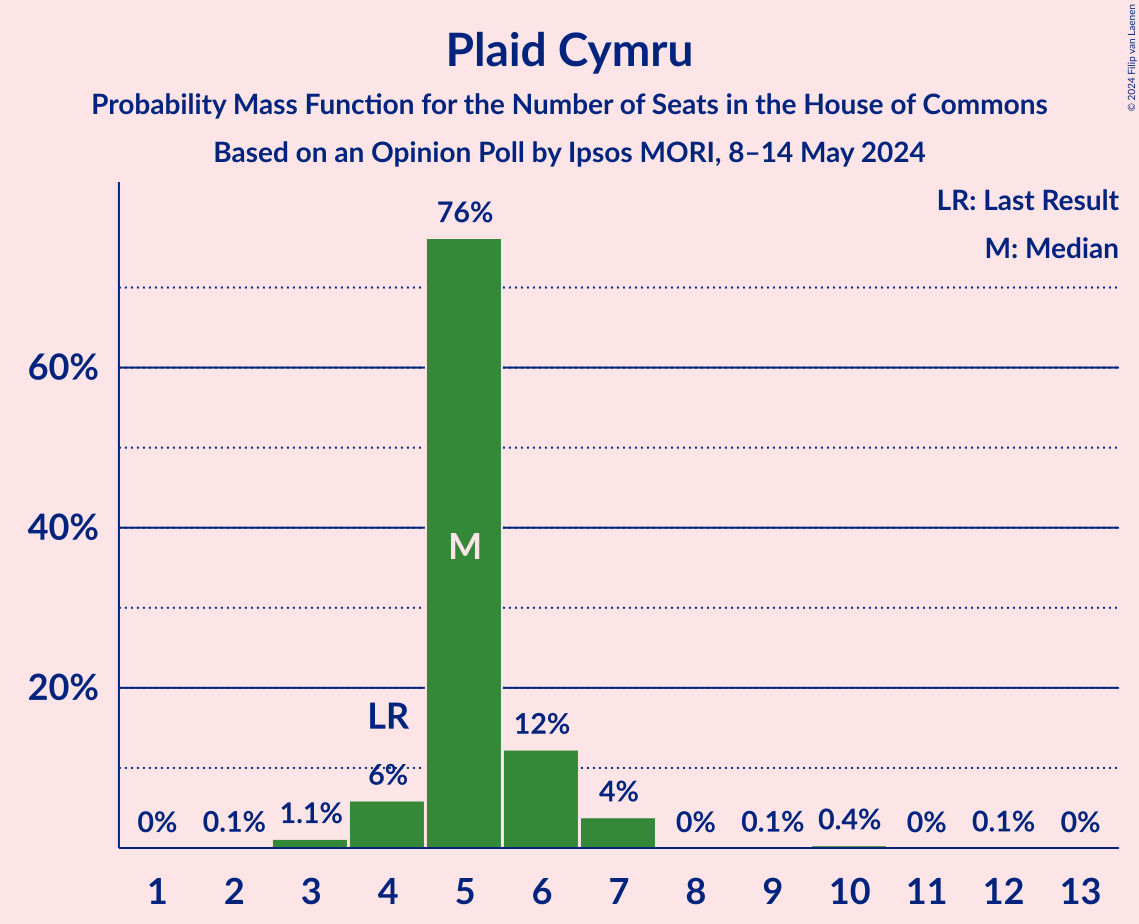 Plaid Cymru
Probability Mass Function for the Number of Seats in the House of Commons
Based on an Opinion Poll by Ipsos MORI, 8–14 May 2024
© 2024 Filip van Laenen
LR: Last Result
M: Median
60%
40%
20%
0%
0.1%
1.1%
LR
6%
76%
M
12%
4%
0%
0.1%
0.4%
0%
0.1%
0%
1 2 3 4 5 6 7 8 9 10 11 12 13